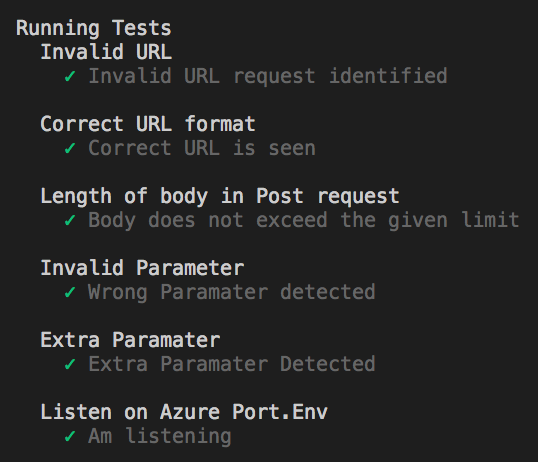 Running Tests
Invalid URL
✓ Invalid URL request identified
Correct URL format
✓ Correct URL is seen
Length of body in Post request
✓ Body does not exceed the given limit
Invalid Parameter
✓ Wrong Paramater detected
Extra Paramater
✓ Extra Paramater Detected
Listen on Azure Port.Env
✓ Am listening